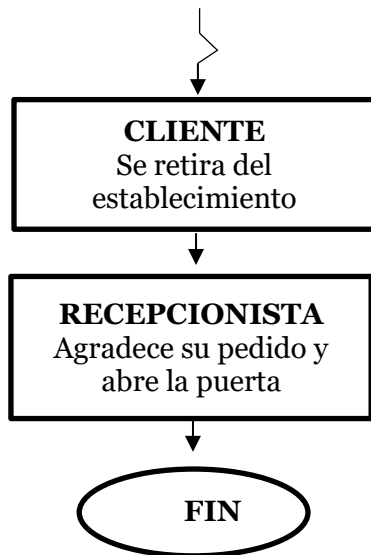 CLIENTE
Se retira del
establecimiento
RECEPCIONISTA
Agradece su pedido y
abre la puerta
FIN